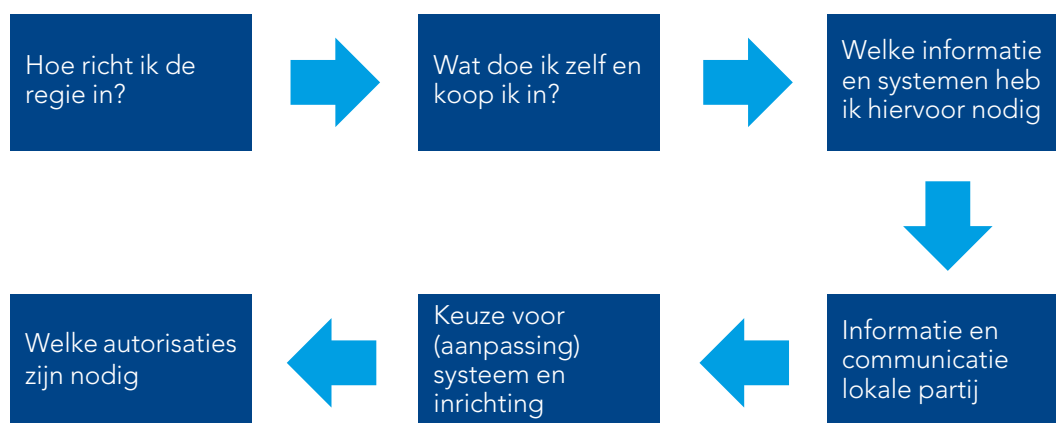 Hoe richt ik de
regie in?
Wat doe ik zelf en
koop ik in?
Welke informatie
en systemen heb
ik hiervoor nodig
Informatie en
communicatie
lokale partij
Keuze voor
(aanpassing)
systeem en
inrichting
Welke autorisaties
zijn nodig